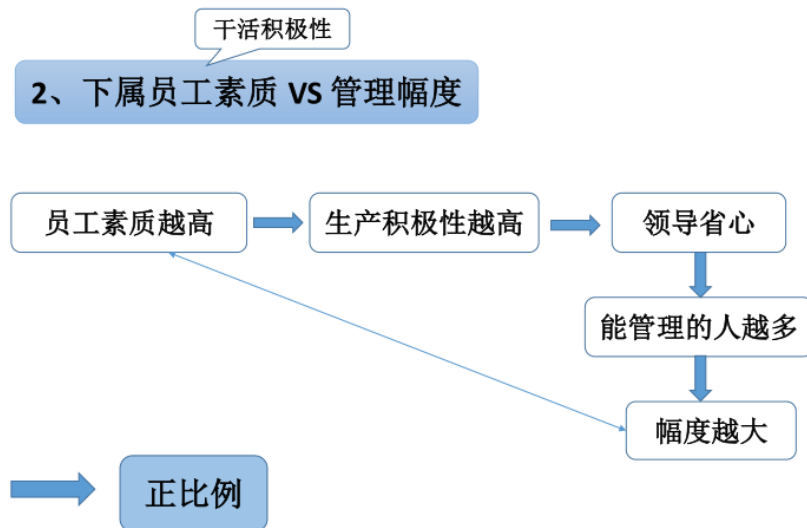 干活积极性
2、下属员工素质 VS 管理幅度
员工素质越高
生产积极性越高
领导省心
能管理的人越多
幅度越大
正比例